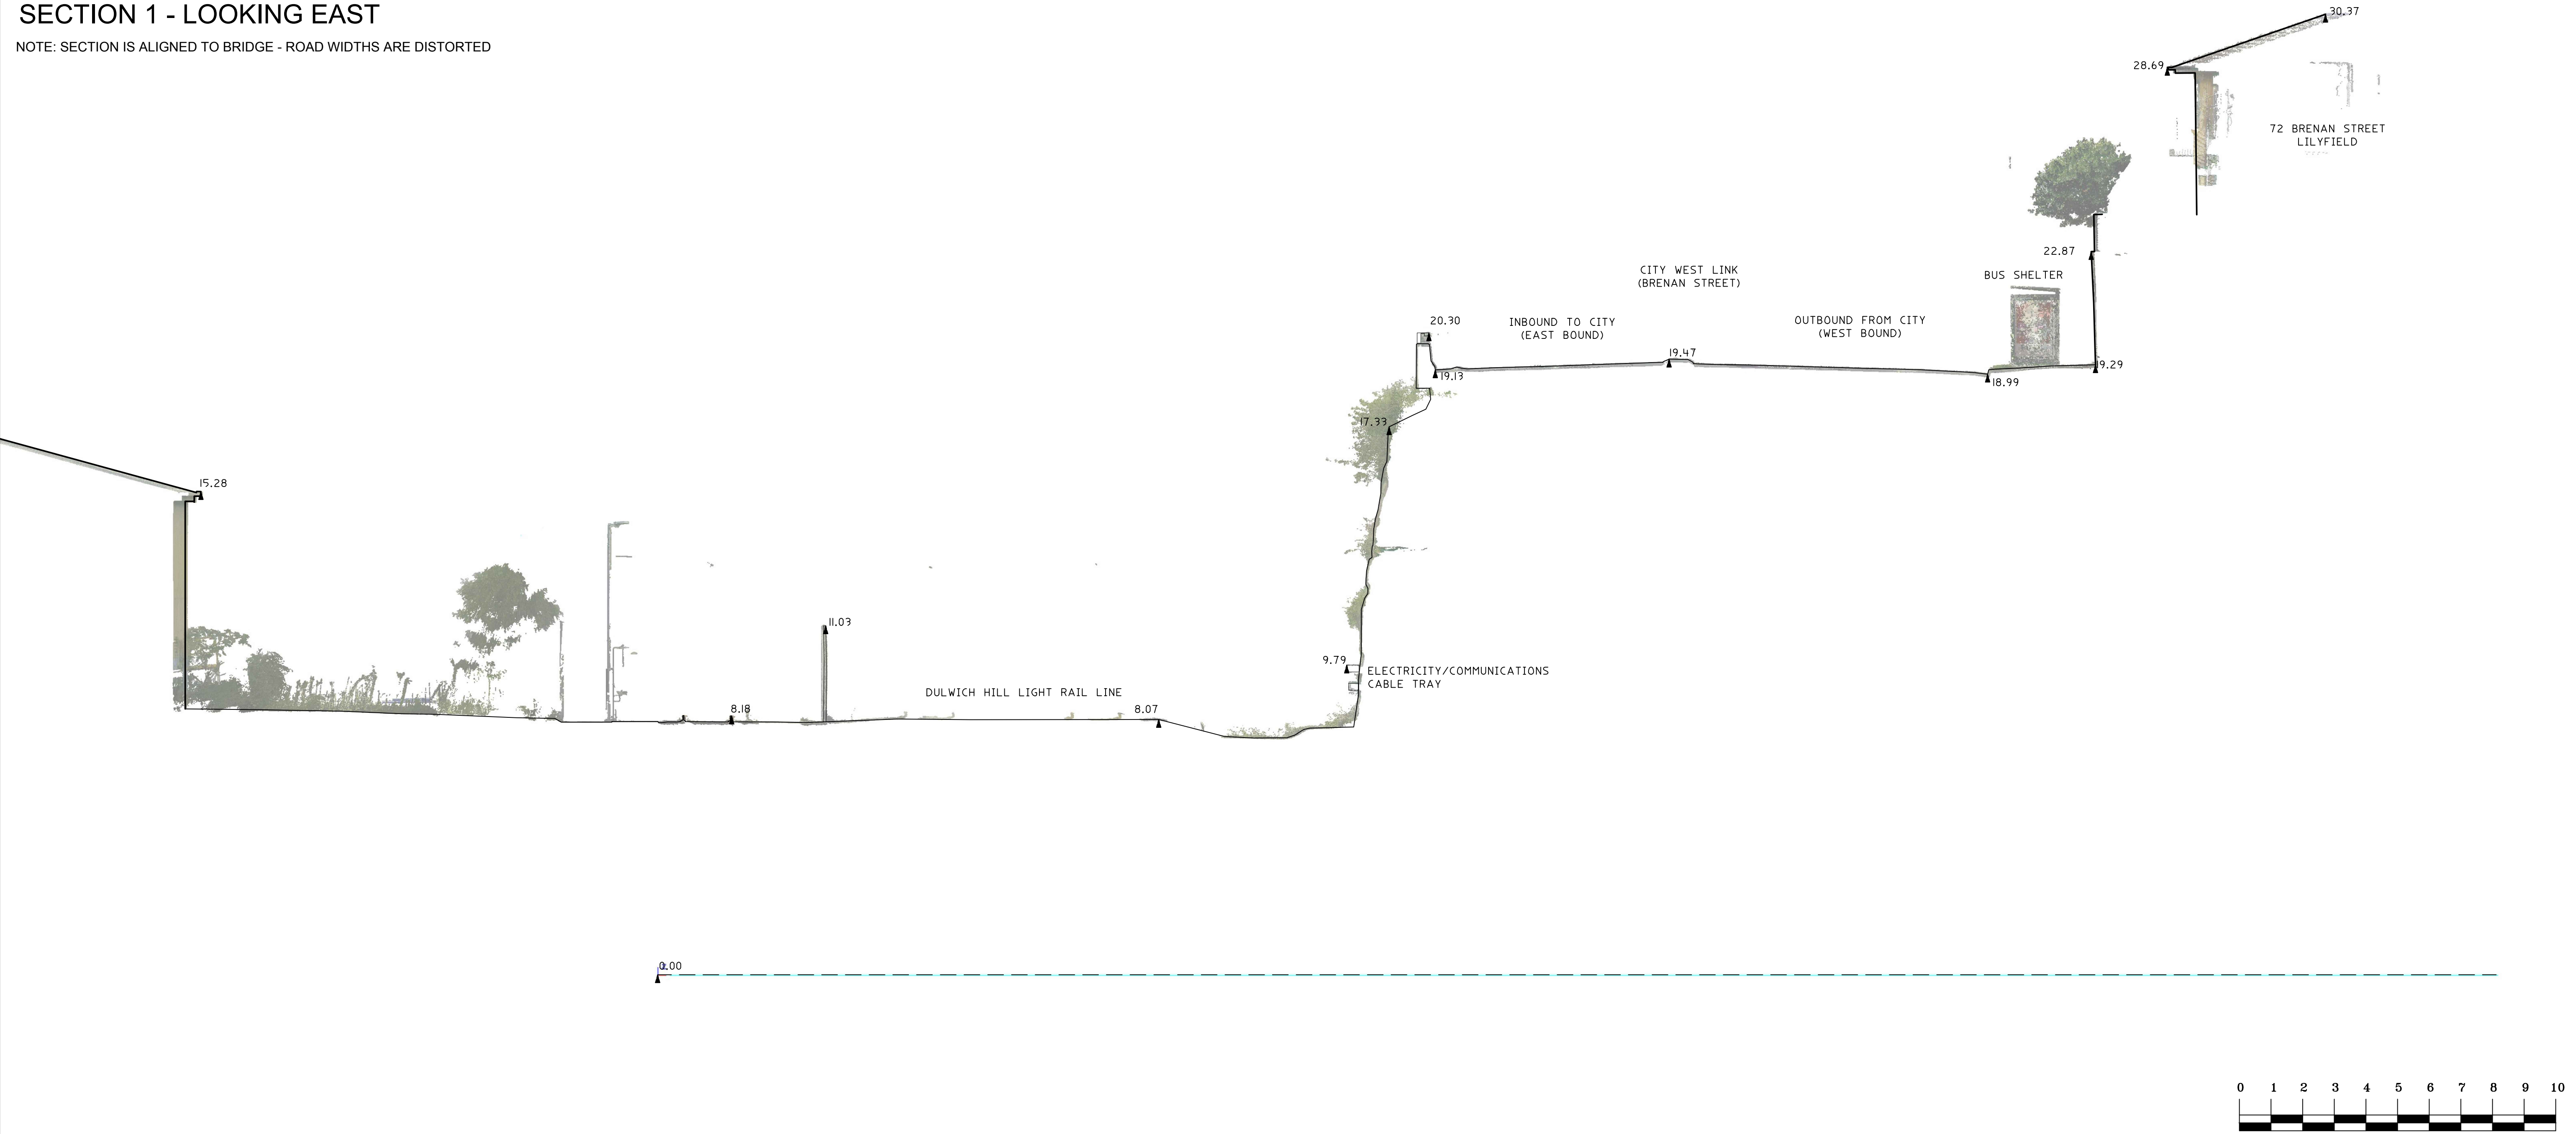 SECTION 1 - LOOKING EAST
NOTE: SECTION IS ALIGNED TO BRIDGE - ROAD WIDTHS ARE DISTORTED
30.37
28.69
72 BRENAN STREET
LILYFIELD
22.87
CITY WEST LINK
(BRENAN STREET)
BUS SHELTER
20.30
INBOUND TO CITY
(EAST BOUND)
OUTBOUND FROM CITY
(WEST BOUND)
19.47
19.13
18.99
19.29
17.33
15.28
11.03
9.79
ELECTRICITY/COMMUNICATIONS
CABLE TRAY
DULWICH HILL LIGHT RAIL LINE
8.18
8.07
0.00
0 1 2 3 4 5 6 7 8 9 10